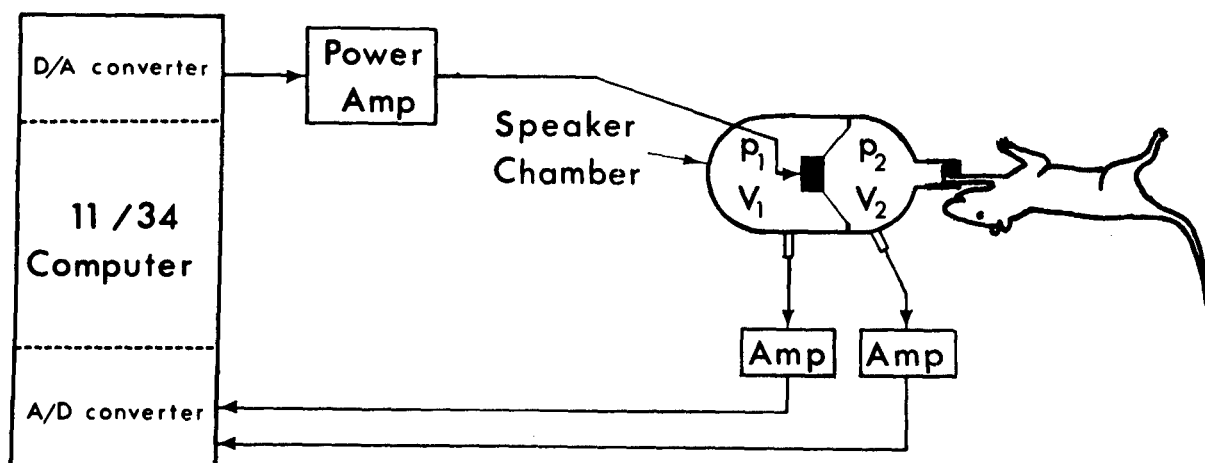 D/A converter
Power
Amp
Speaker
Chamber
p₁
p₂
V₁
V₂
11 /34
Computer
Amp
Amp
A/D converter